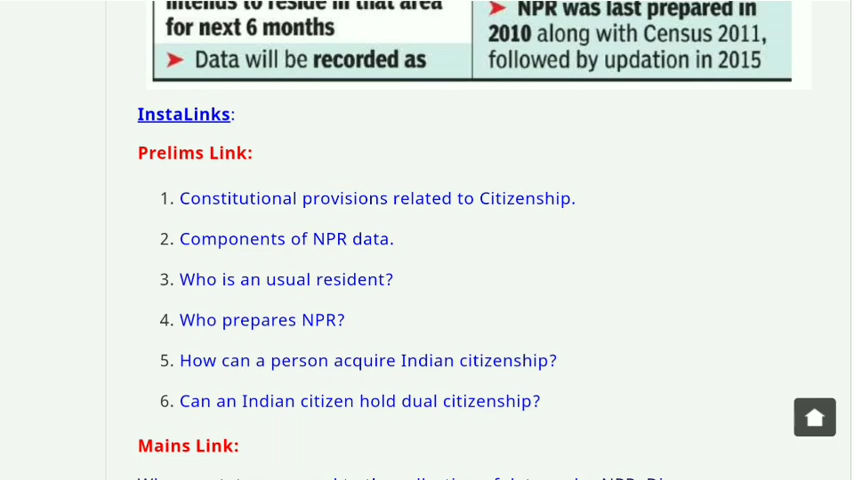 intends to reside in that area
for next 6 months
➤ Data will be recorded as
➤ NPR was last prepared in
2010 along with Census 2011,
followed by updation in 2015
InstaLinks:
Prelims Link:
1. Constitutional provisions related to Citizenship.
2. Components of NPR data.
3. Who is an usual resident?
4. Who prepares NPR?
5. How can a person acquire Indian citizenship?
6. Can an Indian citizen hold dual citizenship?
Mains Link: